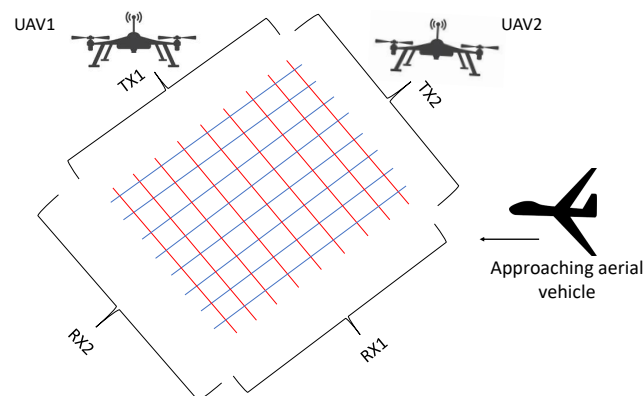 UAV1
UAV2
TX1
TX2
Approaching aerial
vehicle
RX2
RX1